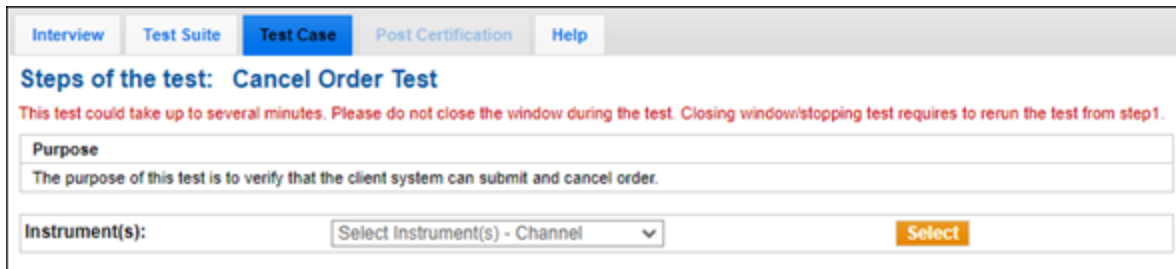 Interview Test Suite Test Case Post Certification Help
Steps of the test: Cancel Order Test
This test could take up to several minutes. Please do not close the window during the test. Closing window/stopping test requires to rerun the test from step1.
Purpose
The purpose of this test is to verify that the client system can submit and cancel order.
Instrument(s): Select Instrument(s) - Channel Select